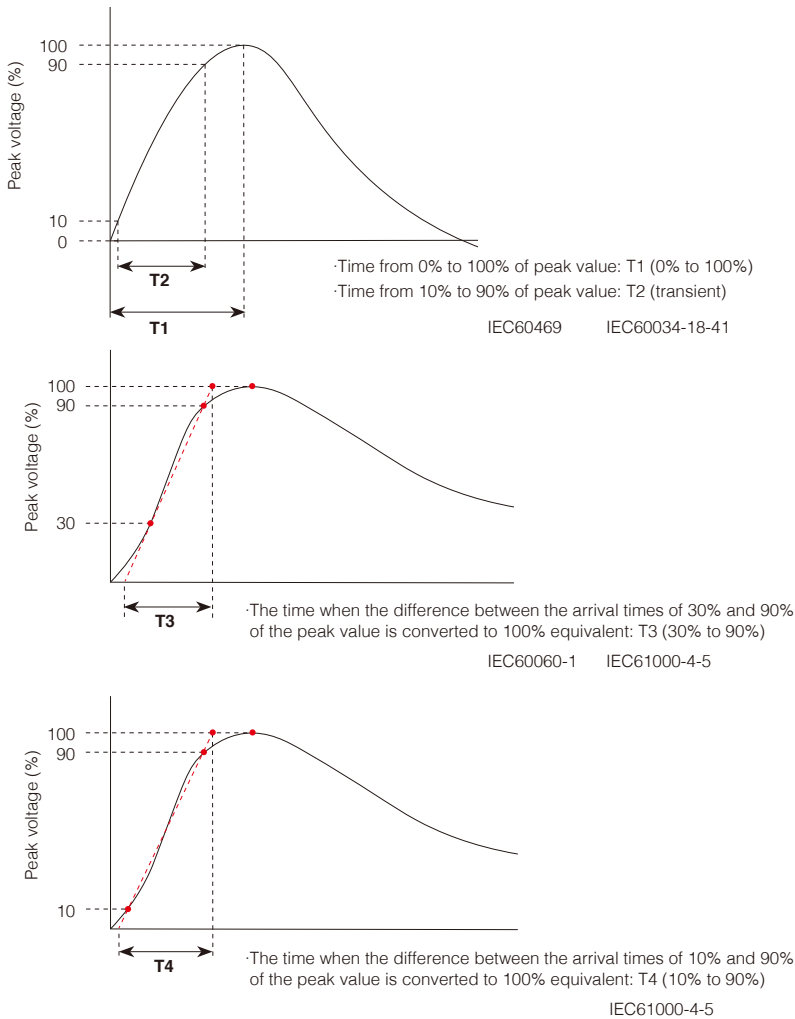 Peak voltage (%)
100
90
10
0
T2
T1
·Time from 0% to 100% of peak value: T1 (0% to 100%)
·Time from 10% to 90% of peak value: T2 (transient)
IEC60469 IEC60034-18-41
Peak voltage (%)
100
90
30
T3
·The time when the difference between the arrival times of 30% and 90%
of the peak value is converted to 100% equivalent: T3 (30% to 90%)
IEC60060-1 IEC61000-4-5
Peak voltage (%)
100
90
10
T4
·The time when the difference between the arrival times of 10% and 90%
of the peak value is converted to 100% equivalent: T4 (10% to 90%)
IEC61000-4-5